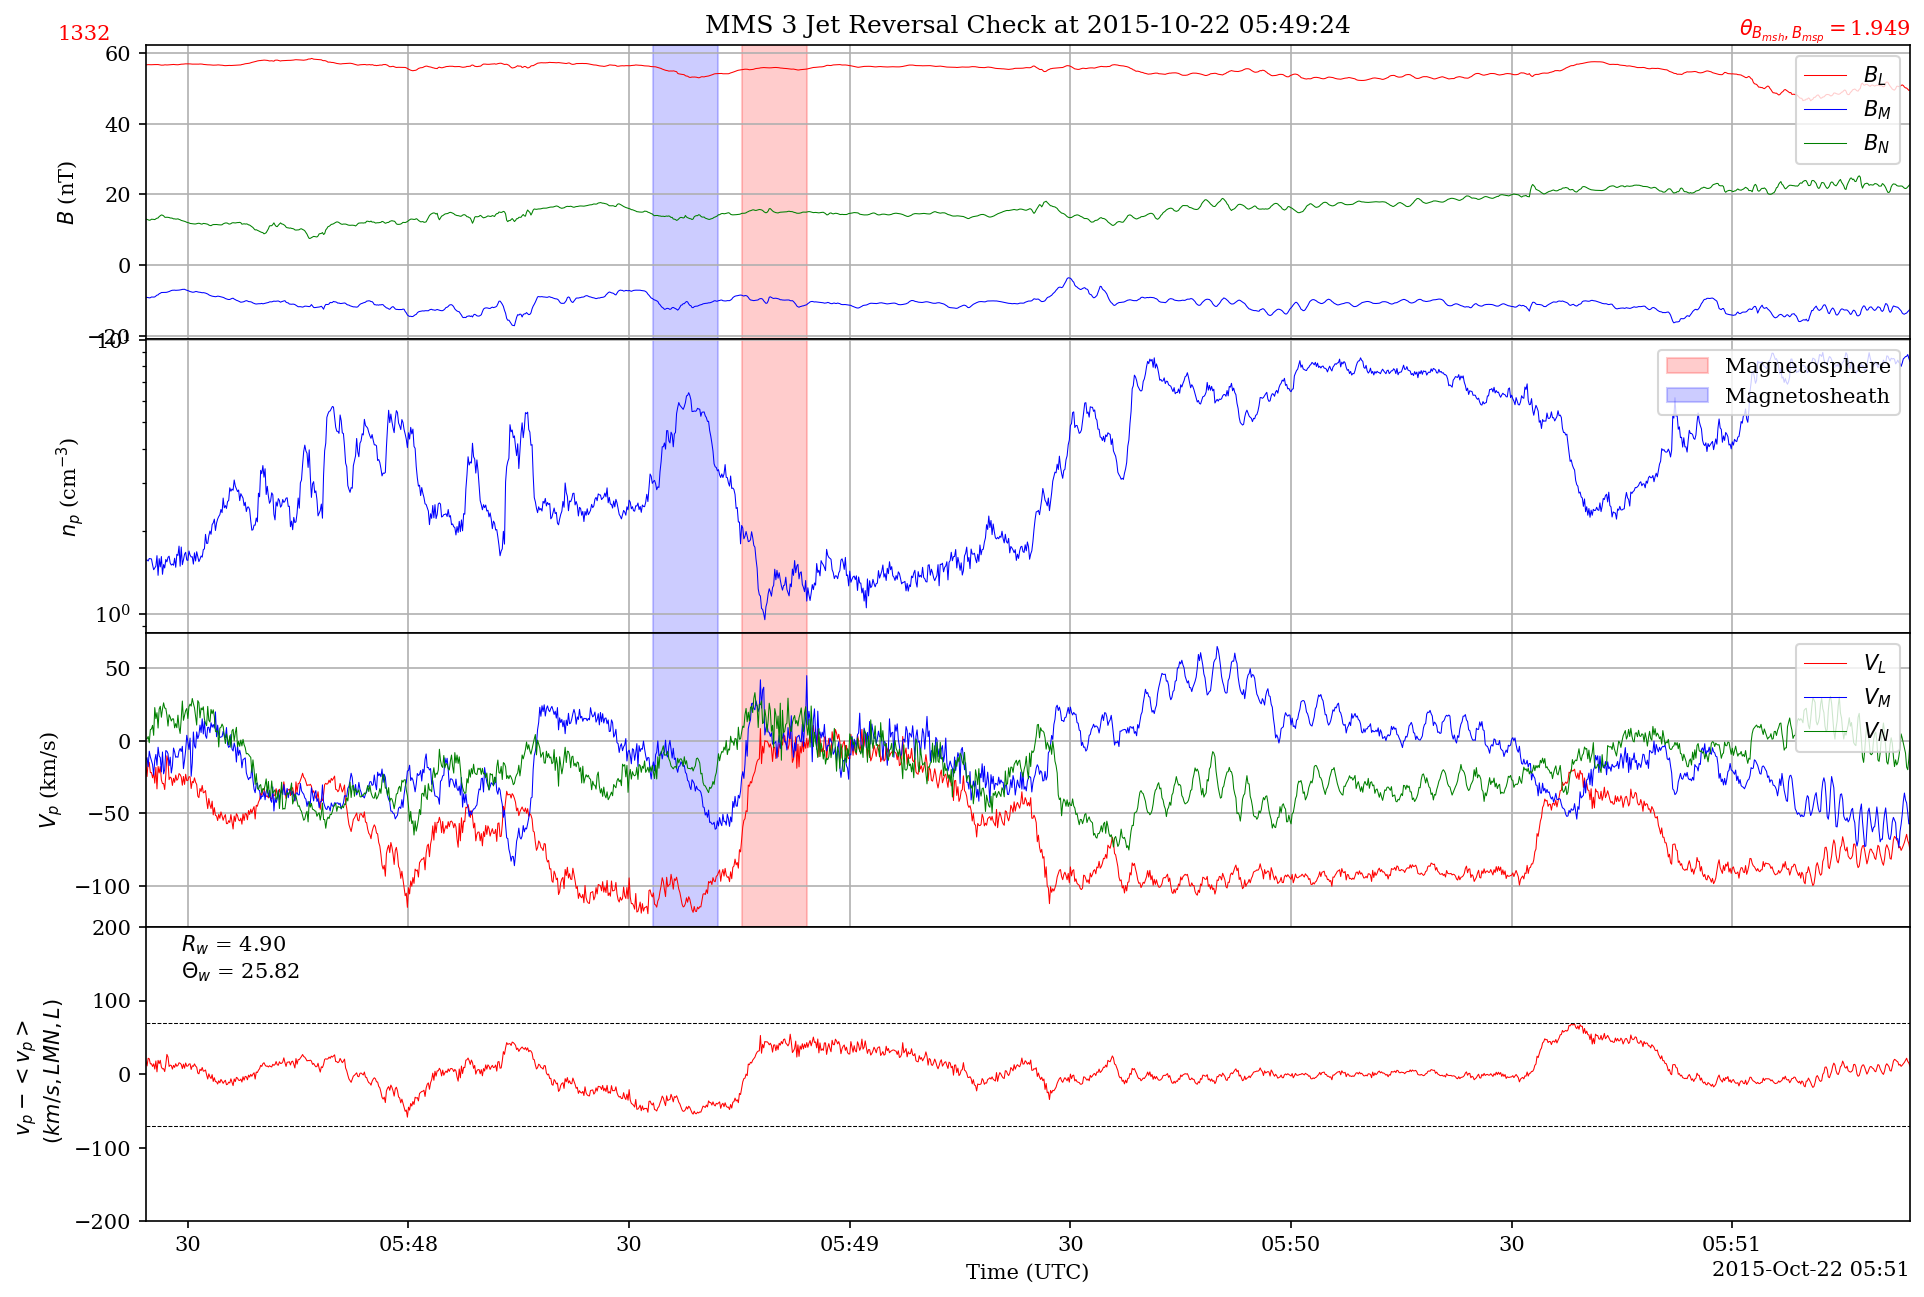 1332
MMS 3 Jet Reversal Check at 2015-10-22 05:49:24
θ_{B_{msh}, B_{msp}} = 1.949
60
40
20
0
−20
B (nT)
B_L
B_M
B_N
10^1
10^0
n_p (cm^{−3})
Magnetosphere
Magnetosheath
50
0
−50
−100
V_p (km/s)
V_L
V_M
V_N
200
100
0
−100
−200
v_p − <v_p>
(km/s, LMN, L)
R_w = 4.90
Θ_w = 25.82
30
05:48
30
05:49
30
05:50
30
05:51
Time (UTC)
2015-Oct-22 05:51